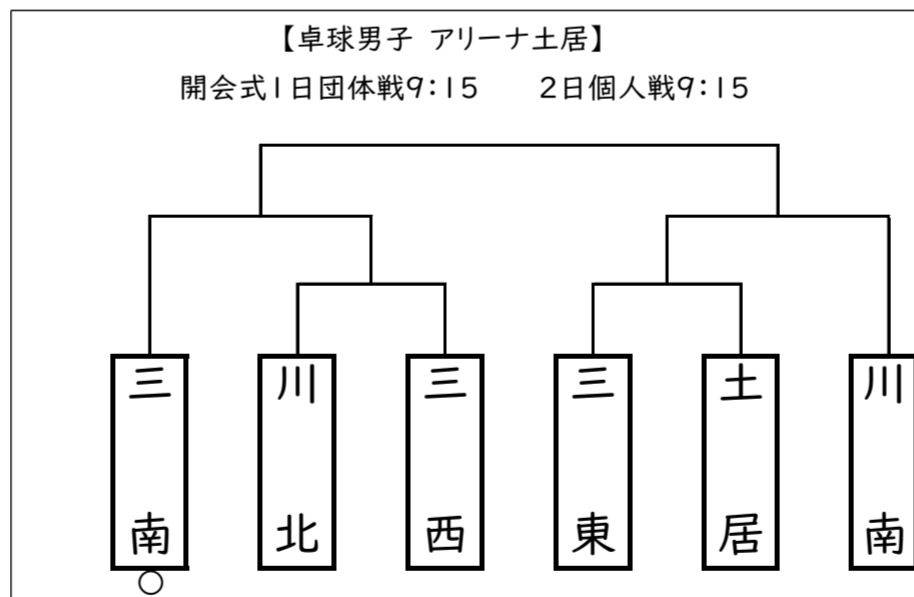 【卓球男子 アリーナ土居】
開会式1日団体戦9:15 2日個人戦9:15
三南
川北
三西
三東
土居
川南
○